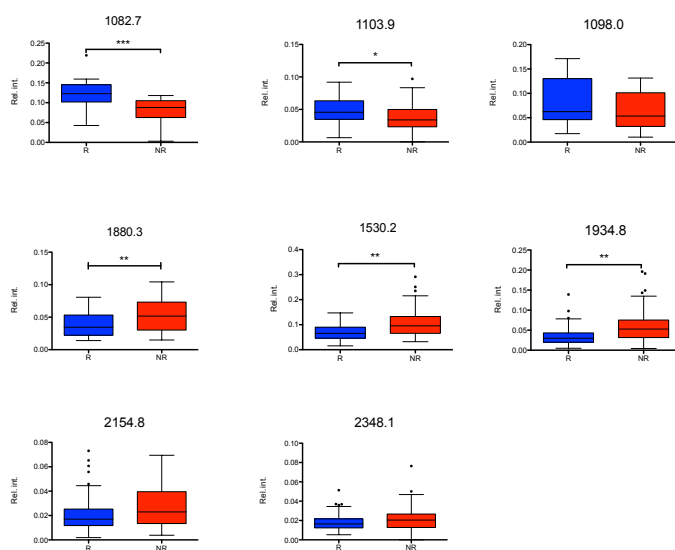 1082.7
Rel. int.
0.25
0.20
0.15
0.10
0.05
0.00
***
R
NR
1103.9
Rel. int.
0.15
0.10
0.05
0.00
*
R
NR
1098.0
Rel. int.
0.20
0.15
0.10
0.05
0.00
R
NR
1880.3
Rel. int.
0.15
0.10
0.05
0.00
**
R
NR
1530.2
Rel. int.
0.4
0.3
0.2
0.1
0.0
**
R
NR
1934.8
Rel. int.
0.25
0.20
0.15
0.10
0.05
0.00
**
R
NR
2154.8
Rel. int.
0.08
0.06
0.04
0.02
0.00
R
NR
2348.1
Rel. int.
0.10
0.08
0.06
0.04
0.02
0.00
R
NR